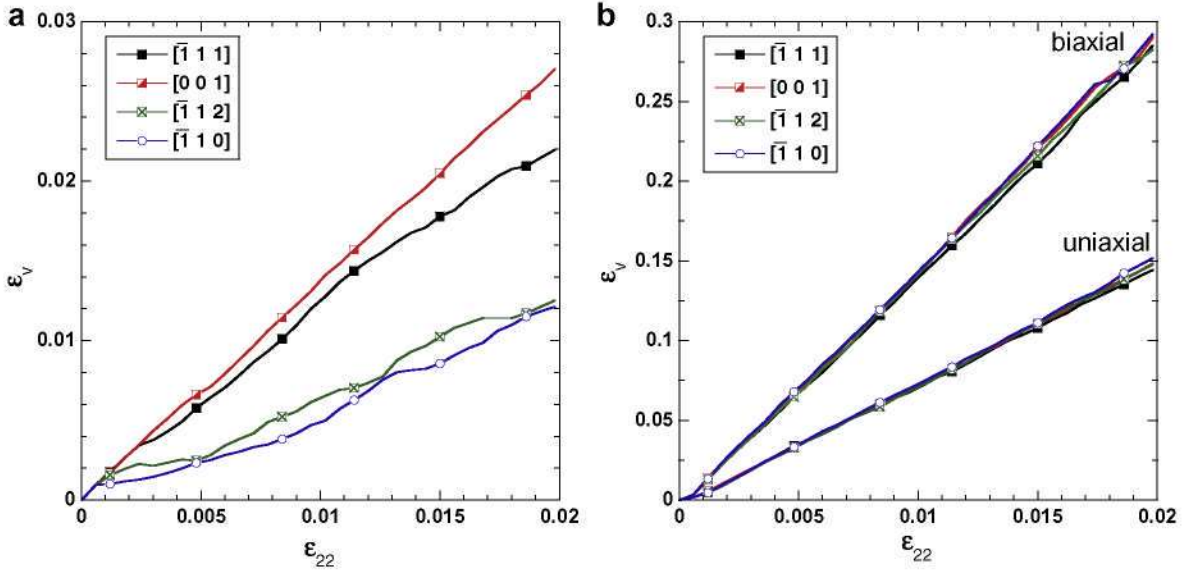 a
0.03
0.02
0.01
0
εv
[1̅ 1 1]
[0 0 1]
[1̅ 1 2]
[1̅ 1 0]
0 0.005 0.01 0.015 0.02
ε22
b
0.3
0.25
0.2
0.15
0.1
0.05
0
εv
[1̅ 1 1]
[0 0 1]
[1̅ 1 2]
[1̅ 1 0]
biaxial
uniaxial
0 0.005 0.01 0.015 0.02
ε22